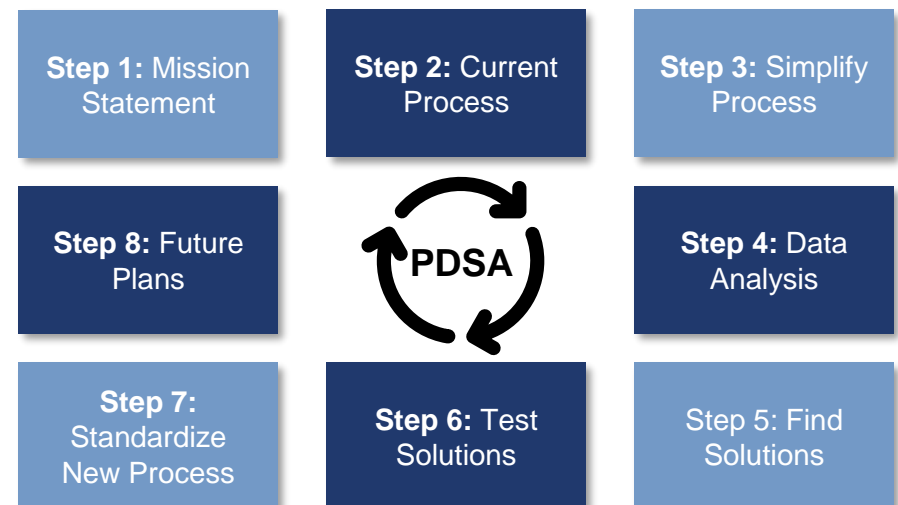 Step 1: Mission
Statement
Step 2: Current
Process
Step 3: Simplify
Process
Step 8: Future
Plans
PDSA
Step 4: Data
Analysis
Step 7:
Standardize
New Process
Step 6: Test
Solutions
Step 5: Find
Solutions